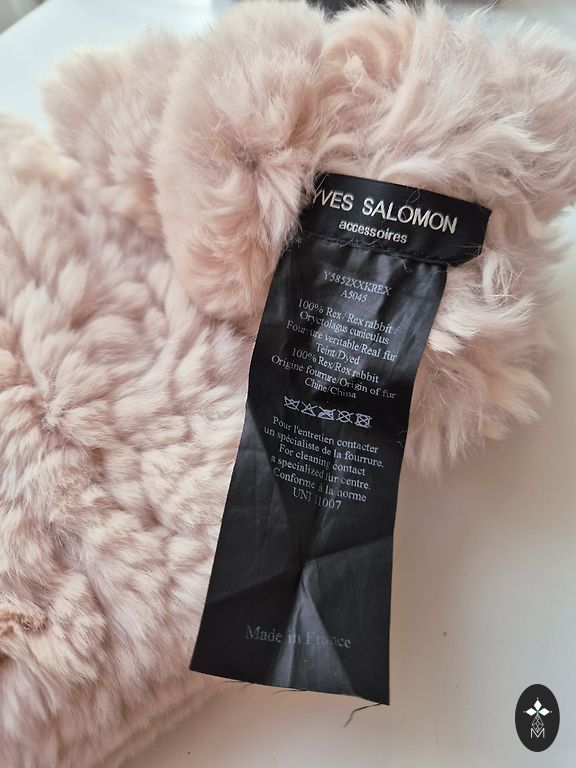 YVES SALOMON
accessoires
Y5852XXKREX
A5045
100% Rex / Rex rabbit /
Oryctolagus cuniculus
Fourrure veritable/Real fur
Teint/Dyed
100% Rex/Rex rabbit
Origine fourrure/Origin of fur
Chine/China
Pour l'entretien contacter
un spécialiste de la fourrure.
For cleaning contact
a specialized fur centre.
Conforme à la norme
UNI 11007
Made in France
M